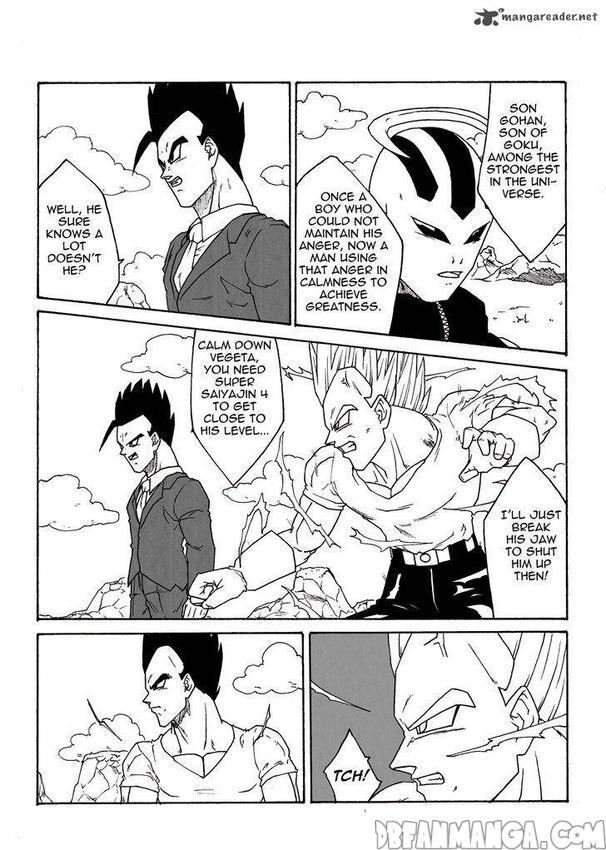 mangareader.net
SON
GOHAN,
SON OF
GOKU,
AMONG THE
STRONGEST
IN THE UNI-
VERSE.
ONCE
A BOY WHO
COULD NOT
MAINTAIN HIS
ANGER, NOW A
MAN USING
THAT ANGER IN
CALMNESS TO
ACHIEVE
GREATNESS.
WELL, HE
SURE
KNOWS A
LOT
DOESN'T
HE?
CALM DOWN
VEGETA,
YOU NEED
SUPER
SAIYAJIN 4
TO GET
CLOSE TO
HIS LEVEL...
I'LL JUST
BREAK
HIS JAW
TO SHUT
HIM UP
THEN!
TCH!
DBFANMANGA.COM